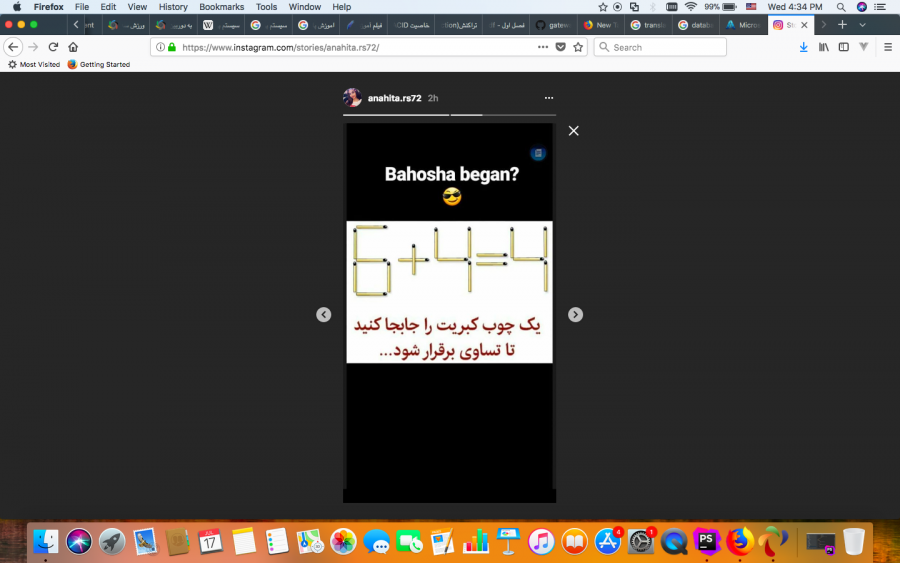 Firefox File Edit View History Bookmarks Tools Window Help
99% Wed 4:34 PM
https://www.instagram.com/stories/anahita.rs72/
Search
Most Visited
Getting Started
anahita.rs72 2h
Bahosha began?
6+4=4
یک چوب کبریت را جابجا کنید
تا تساوی برقرار شود...
JUL
17
4
1
PS